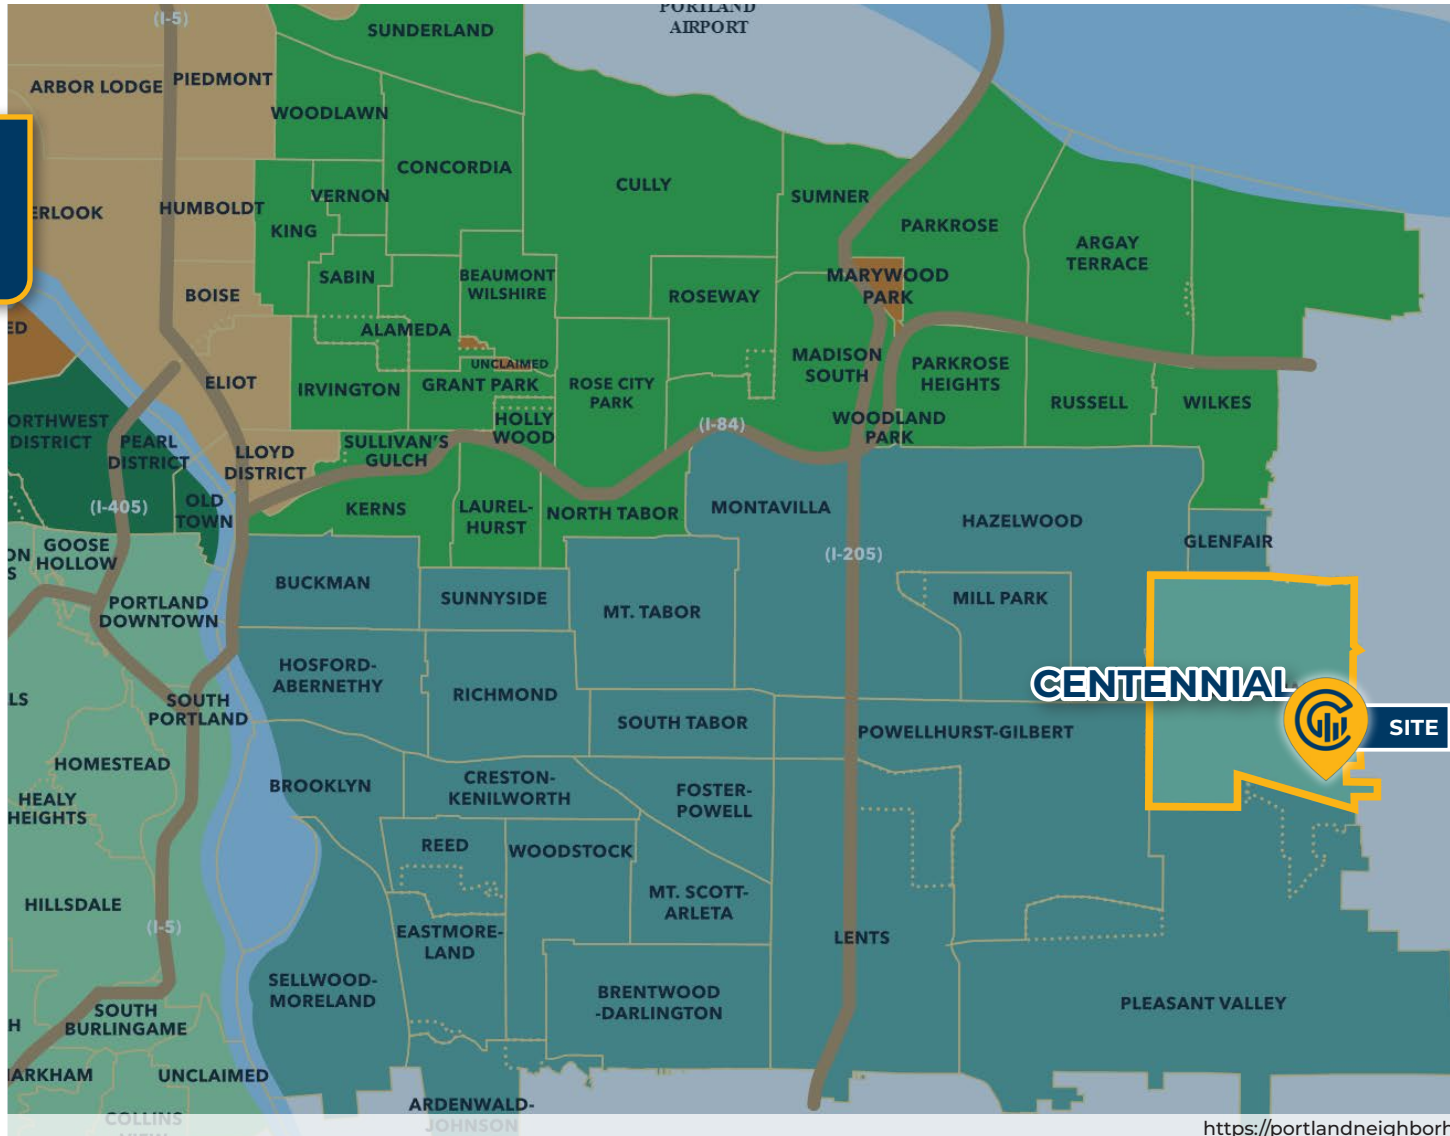 PORTLAND
AIRPORT
(I-5)
SUNDERLAND
ARBOR LODGE
PIEDMONT
WOODLAWN
CONCORDIA
CULLY
SUMNER
VERNON
ERLOOK
HUMBOLDT
KING
PARKROSE
ARGAY
TERRACE
SABIN
BEAUMONT
WILSHIRE
MARYWOOD
PARK
BOISE
ROSEWAY
ED
ALAMEDA
UNCLAIMED
MADISON
SOUTH
PARKROSE
HEIGHTS
ELIOT
IRVINGTON
GRANT PARK
ROSE CITY
PARK
RUSSELL
WILKES
ORTHWEST
DISTRICT
PEARL
DISTRICT
LLOYD
DISTRICT
SULLIVAN'S
GULCH
HOLLY
WOOD
(I-84)
WOODLAND
PARK
(I-405)
OLD
TOWN
KERNS
LAUREL-
HURST
NORTH TABOR
MONTAVILLA
HAZELWOOD
GLENFAIR
ON
S
GOOSE
HOLLOW
(I-205)
BUCKMAN
SUNNYSIDE
MT. TABOR
MILL PARK
PORTLAND
DOWNTOWN
HOSFORD-
ABERNETHY
RICHMOND
CENTENNIAL
LS
SOUTH
PORTLAND
SOUTH TABOR
POWELLHURST-GILBERT
SITE
HOMESTEAD
BROOKLYN
CRESTON-
KENILWORTH
FOSTER-
POWELL
HEALY
HEIGHTS
REED
WOODSTOCK
HILLSDALE
MT. SCOTT-
ARLETA
(I-5)
EASTMORE-
LAND
LENTS
SELLWOOD-
MORELAND
BRENTWOOD
-DARLINGTON
PLEASANT VALLEY
H
SOUTH
BURLINGAME
ARKHAM
UNCLAIMED
COLLINS
VIEW
ARDENWALD-
JOHNSON
https://portlandneighborh